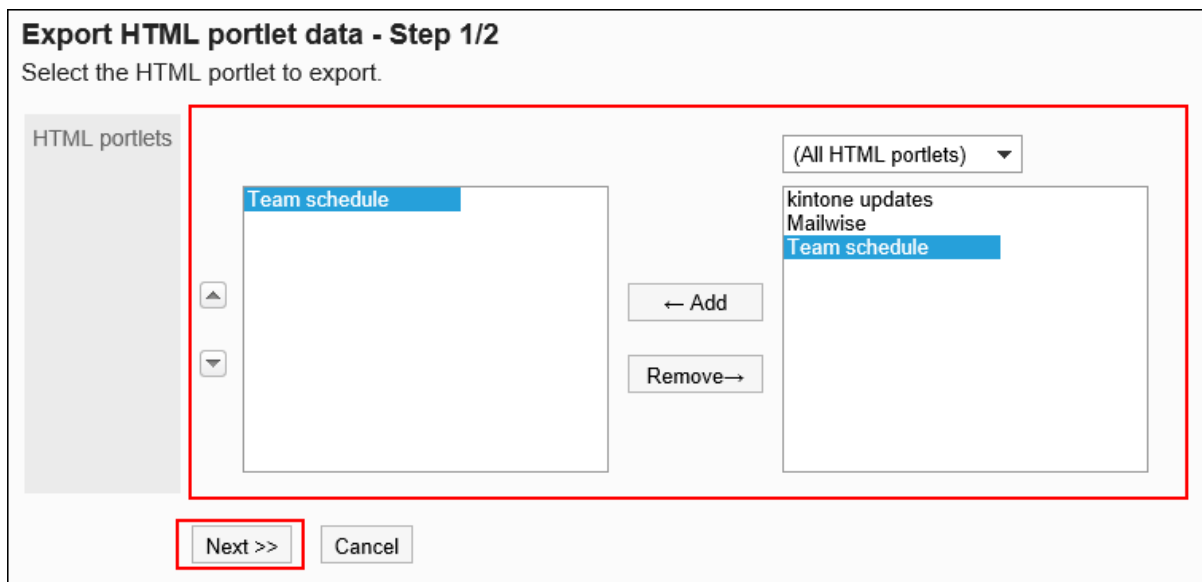 Export HTML portlet data - Step 1/2
Select the HTML portlet to export.
HTML portlets
(All HTML portlets)
Team schedule
kintone updates
Mailwise
Team schedule
← Add
Remove→
Next >>
Cancel